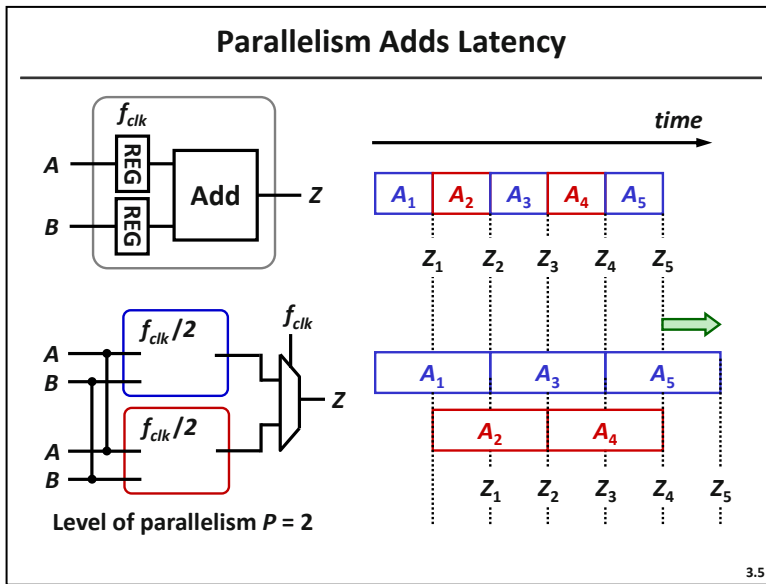 Parallelism Adds Latency
f_clk
A
REG
B
REG
Add
Z
f_clk/2
A
B
f_clk/2
A
B
f_clk
Z
Level of parallelism P = 2
time
A_1 A_2 A_3 A_4 A_5
Z_1 Z_2 Z_3 Z_4 Z_5
A_1 A_3 A_5
A_2 A_4
Z_1 Z_2 Z_3 Z_4 Z_5
3.5